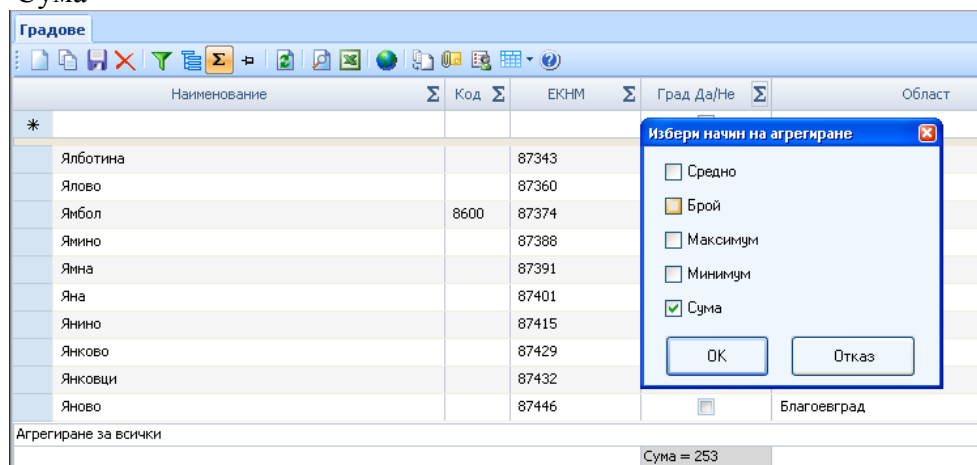 Сума
Градове
Наименование Σ Код Σ ЕКНМ Σ Град Да/Не Σ Област
Избери начин на агрегиране
Средно
Брой
Максимум
Минимум
Сума
OK Отказ
Ялботина 87343
Ялово 87360
Ямбол 8600 87374
Ямино 87388
Ямна 87391
Яна 87401
Янино 87415
Янково 87429
Янковци 87432
Яново 87446 Благоевград
Агрегиране за всички
Сума = 253